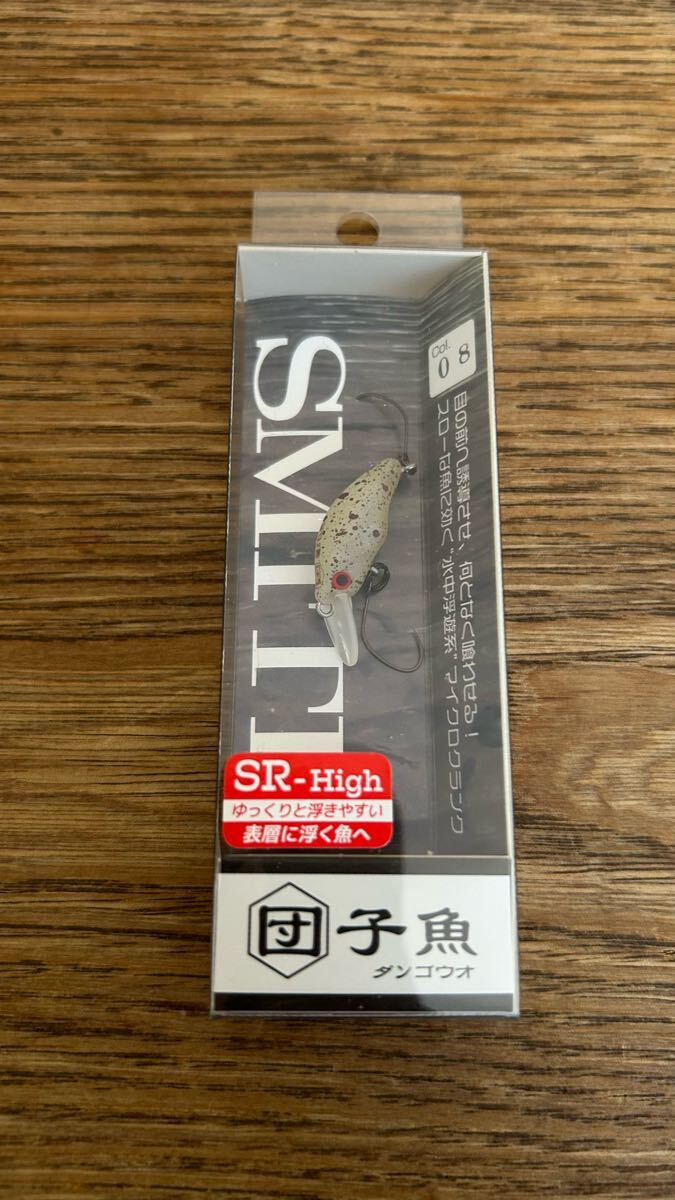 Col.
08
目の前へ誘導させ、何となく喰わせる！
スローな魚に効く"水中浮遊系"マイクロクランク
SMITH
SR-High
ゆっくりと浮きやすい
表層に浮く魚へ
団子魚
ダンゴウオ